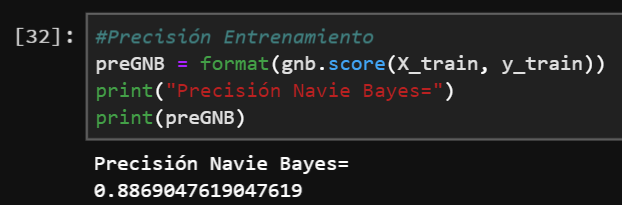 [32]: #Precisión Entrenamiento
preGNB = format(gnb.score(X_train, y_train))
print("Precisión Navie Bayes=")
print(preGNB)
Precisión Navie Bayes=
0.8869047619047619